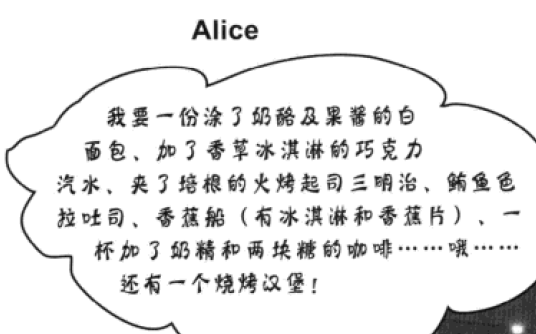 Alice
我要一份涂了奶酪及果酱的白
面包、加了香草冰淇淋的巧克力
汽水、夹了培根的火烤起司三明治、鲔鱼色
拉吐司、香蕉船（有冰淇淋和香蕉片）、一
杯加了奶精和两块糖的咖啡……哦……
还有一个烧烤汉堡！